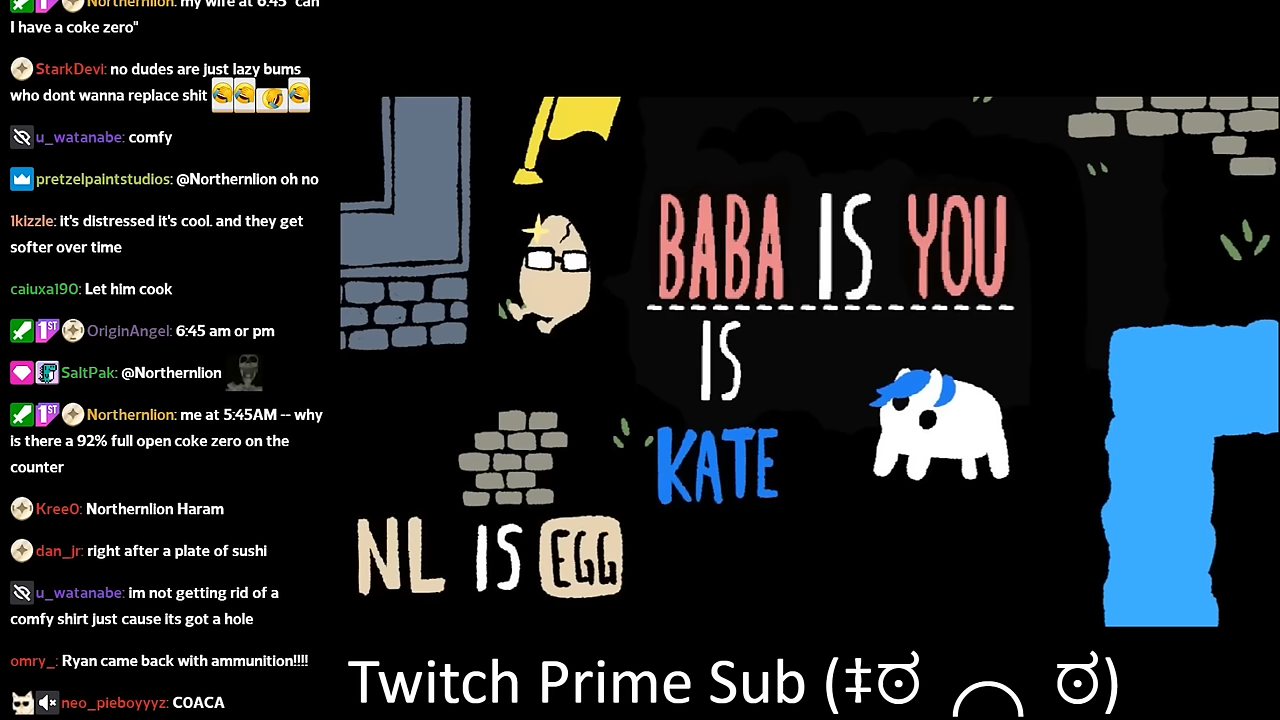 Northernlion: my wife at 6:45 "can
I have a coke zero"
StarkDevi: no dudes are just lazy bums
who dont wanna replace shit
u_watanabe: comfy
pretzelpaintstudios: @Northernlion oh no
1kizzle: it's distressed it's cool. and they get
softer over time
caiuxa190: Let him cook
OriginAngel: 6:45 am or pm
SaltPak: @Northernlion
Northernlion: me at 5:45AM -- why
is there a 92% full open coke zero on the
counter
KreeO: Northernlion Haram
dan_jr: right after a plate of sushi
u_watanabe: im not getting rid of a
comfy shirt just cause its got a hole
omry_: Ryan came back with ammunition!!!!
neo_pieboyyyz: COACA
BABA IS YOU
IS
KATE
NL IS EGG
Twitch Prime Sub (‡ಠ ⁔ ಠ)